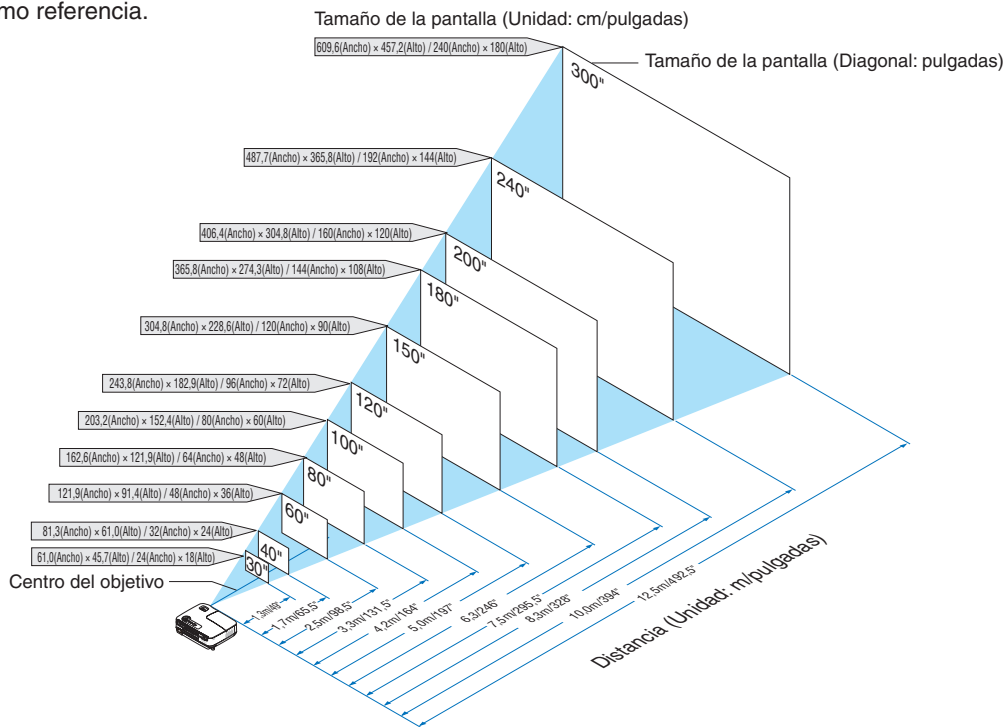 mo referencia.
Tamaño de la pantalla (Unidad: cm/pulgadas)
609,6(Ancho) × 457,2(Alto) / 240(Ancho) × 180(Alto)
Tamaño de la pantalla (Diagonal: pulgadas)
300"
487,7(Ancho) × 365,8(Alto) / 192(Ancho) × 144(Alto)
240"
406,4(Ancho) × 304,8(Alto) / 160(Ancho) × 120(Alto)
200"
365,8(Ancho) × 274,3(Alto) / 144(Ancho) × 108(Alto)
180"
304,8(Ancho) × 228,6(Alto) / 120(Ancho) × 90(Alto)
150"
243,8(Ancho) × 182,9(Alto) / 96(Ancho) × 72(Alto)
120"
203,2(Ancho) × 152,4(Alto) / 80(Ancho) × 60(Alto)
100"
162,6(Ancho) × 121,9(Alto) / 64(Ancho) × 48(Alto)
80"
121,9(Ancho) × 91,4(Alto) / 48(Ancho) × 36(Alto)
60"
81,3(Ancho) × 61,0(Alto) / 32(Ancho) × 24(Alto)
40"
61,0(Ancho) × 45,7(Alto) / 24(Ancho) × 18(Alto)
30"
Centro del objetivo
1,3m/49"
1,7m/65.5"
2,5m/98.5"
3,3m/131,5"
4,2m/164"
5,0m/197"
6,3/246"
7,5m/295,5"
8,3m/328"
10,0m/394"
12,5m/492,5"
Distancia (Unidad: m/pulgadas)